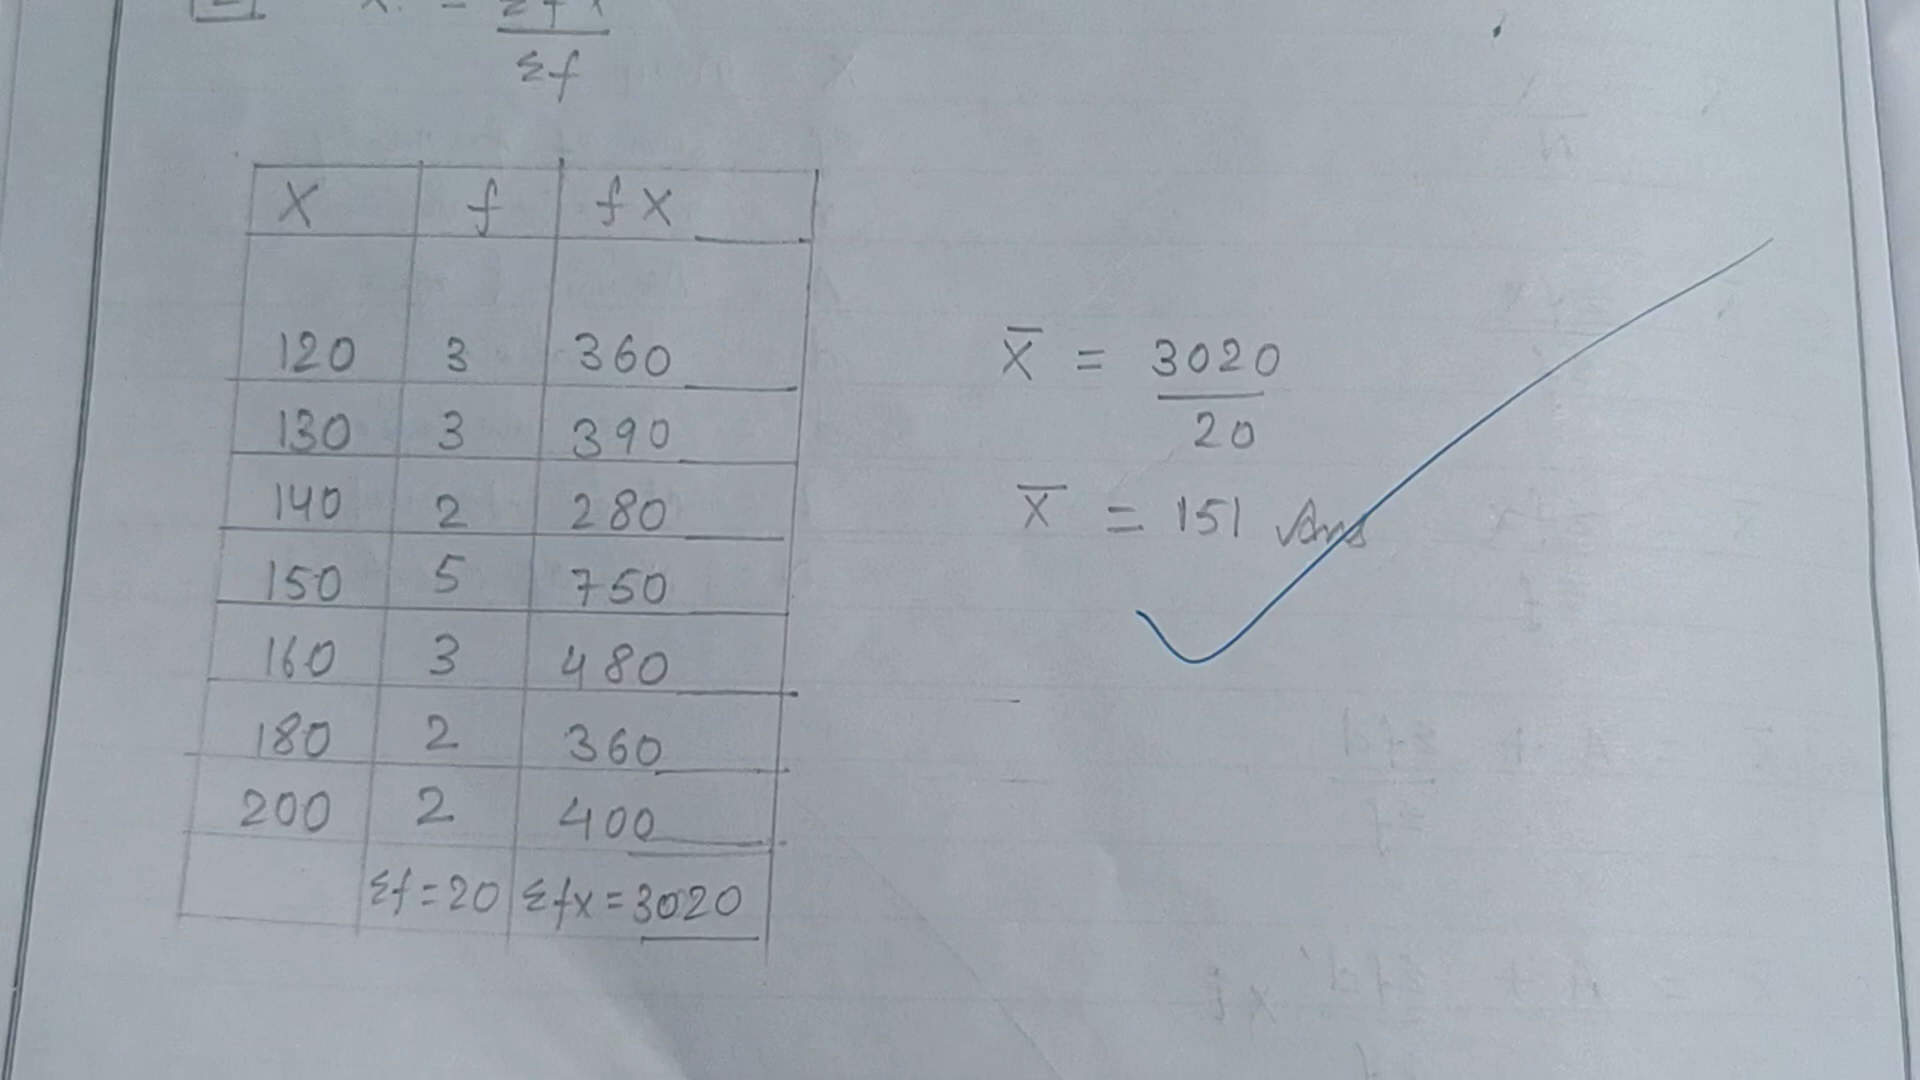 X = Σfx
Σf
X f fX
120 3 360
130 3 390
140 2 280
150 5 750
160 3 480
180 2 360
200 2 400
Σf = 20 Σfx = 3020
X̅ = 3020
20
X̅ = 151 Ans